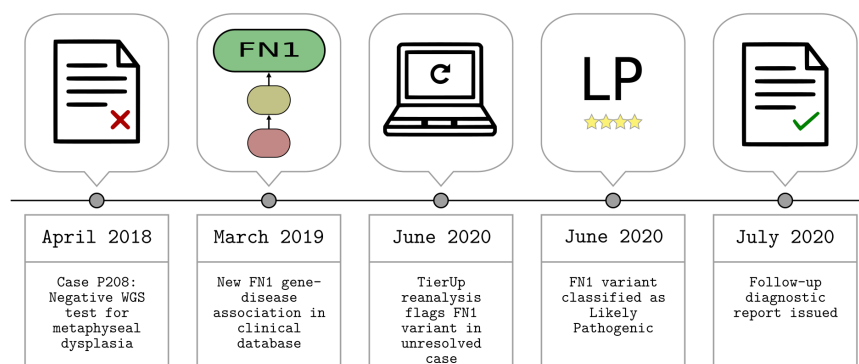 FN1
LP
April 2018
March 2019
June 2020
June 2020
July 2020
Case P208:
Negative WGS
test for
metaphyseal
dysplasia
New FN1 gene-
disease
association in
clinical
database
TierUp
reanalysis
flags FN1
variant in
unresolved
case
FN1 variant
classified as
Likely
Pathogenic
Follow-up
diagnostic
report issued